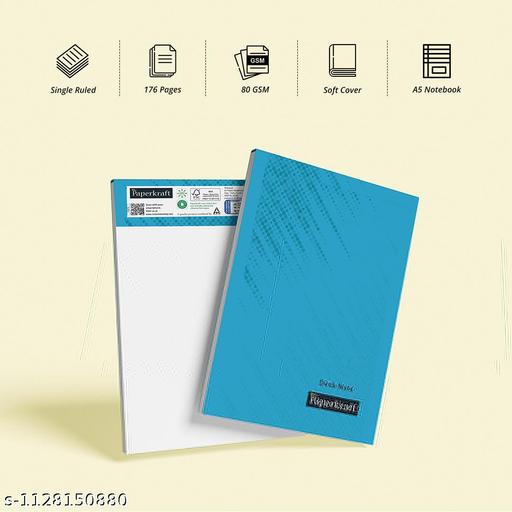 Single Ruled
176 Pages
GSM
80 GSM
Soft Cover
A5 Notebook
Paperkraft
Paperkraft
s-1128150880